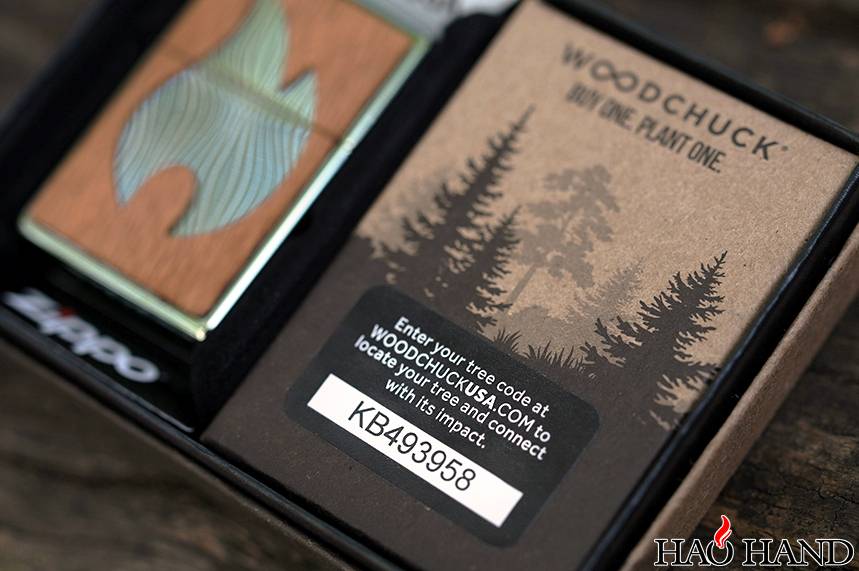 WOODCHUCK®
BUY ONE. PLANT ONE.
Enter your tree code at
WOODCHUCKUSA.COM to
locate your tree and connect
with its impact.
KB493958
zippo
HAO HAND